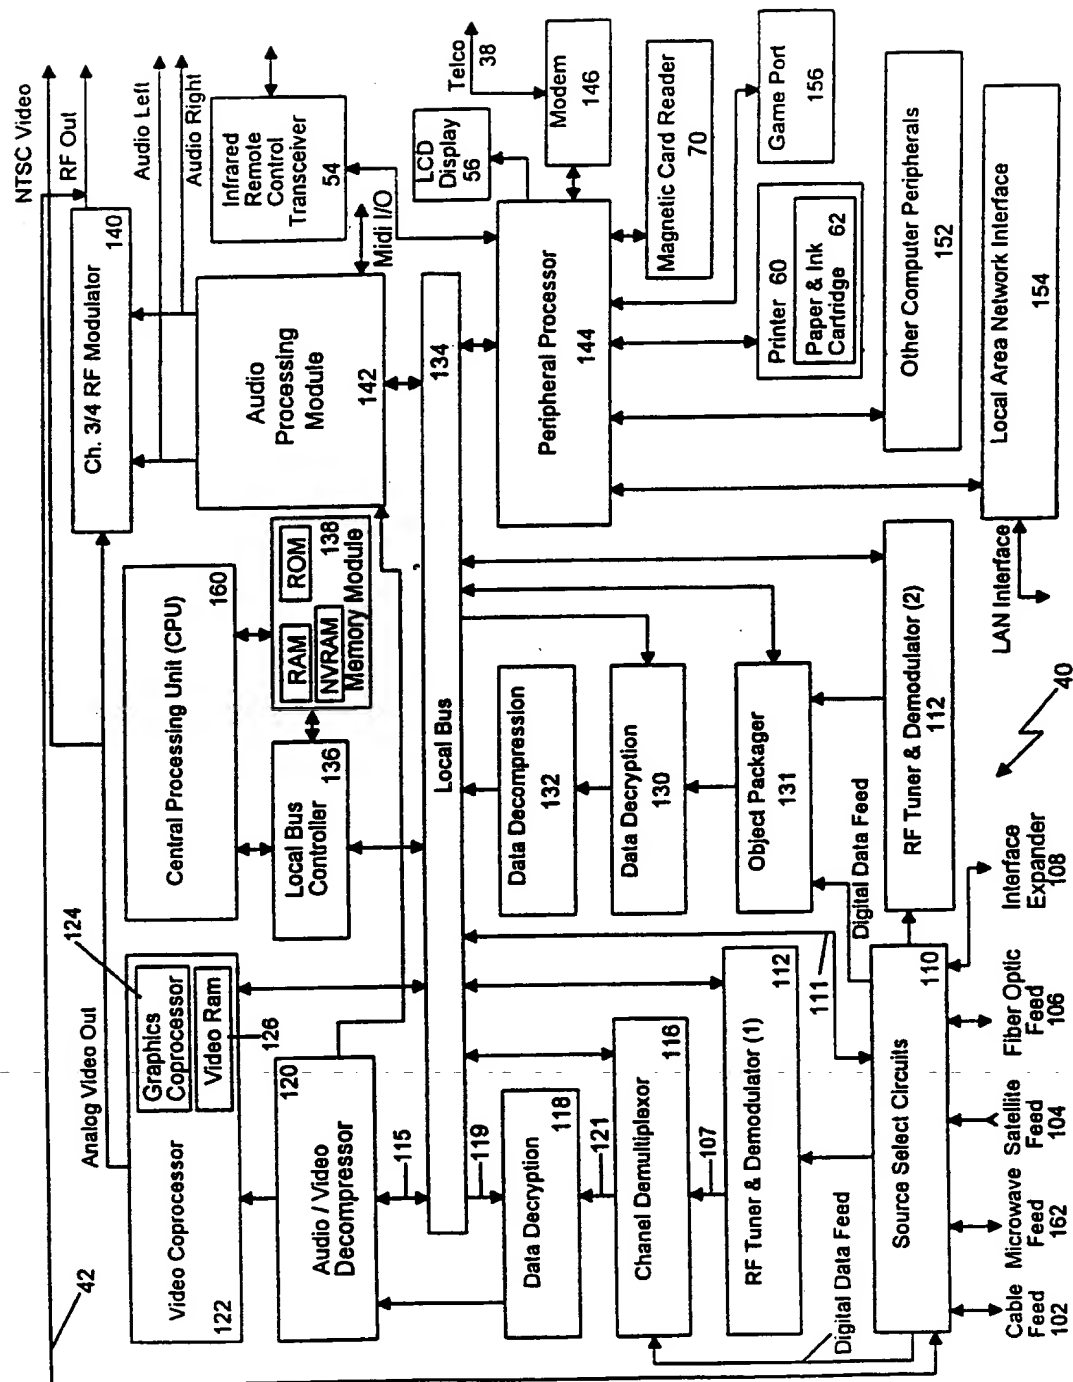 NTSC Video
RF Out
Audio Left
Audio Right
Ch. 3/4 RF Modulator
140
Infrared
Remote
Control
Transceiver
54
Midi I/O
Telco
38
LCD
Display
56
Modem
146
Magnetic Card Reader
70
Game Port
156
Audio
Processing
Module
142
134
Local Bus
Peripheral Processor
144
Printer 60
Paper & Ink
Cartridge 62
Other Computer Peripherals
152
Local Area Network Interface
154
LAN Interface
Central Processing Unit (CPU)
160
RAM
NVRAM
ROM
138
Memory Module
Local Bus
Controller
136
Data Decompression
132
Data Decryption
130
Object Packager
131
RF Tuner & Demodulator (2)
112
40
124
Analog Video Out
Graphics
Coprocessor
Video Ram
126
Video Coprocessor
122
42
120
Audio / Video
Decompressor
115
119
Data Decryption
118
121
Chanel Demultiplexor
116
107
RF Tuner & Demodulator (1)
112
111
Digital Data Feed
Digital Data Feed
Source Select Circuits
110
Cable
Feed
102
Microwave
Feed
162
Satellite
Feed
104
Fiber Optic
Feed
106
Interface
Expander
108